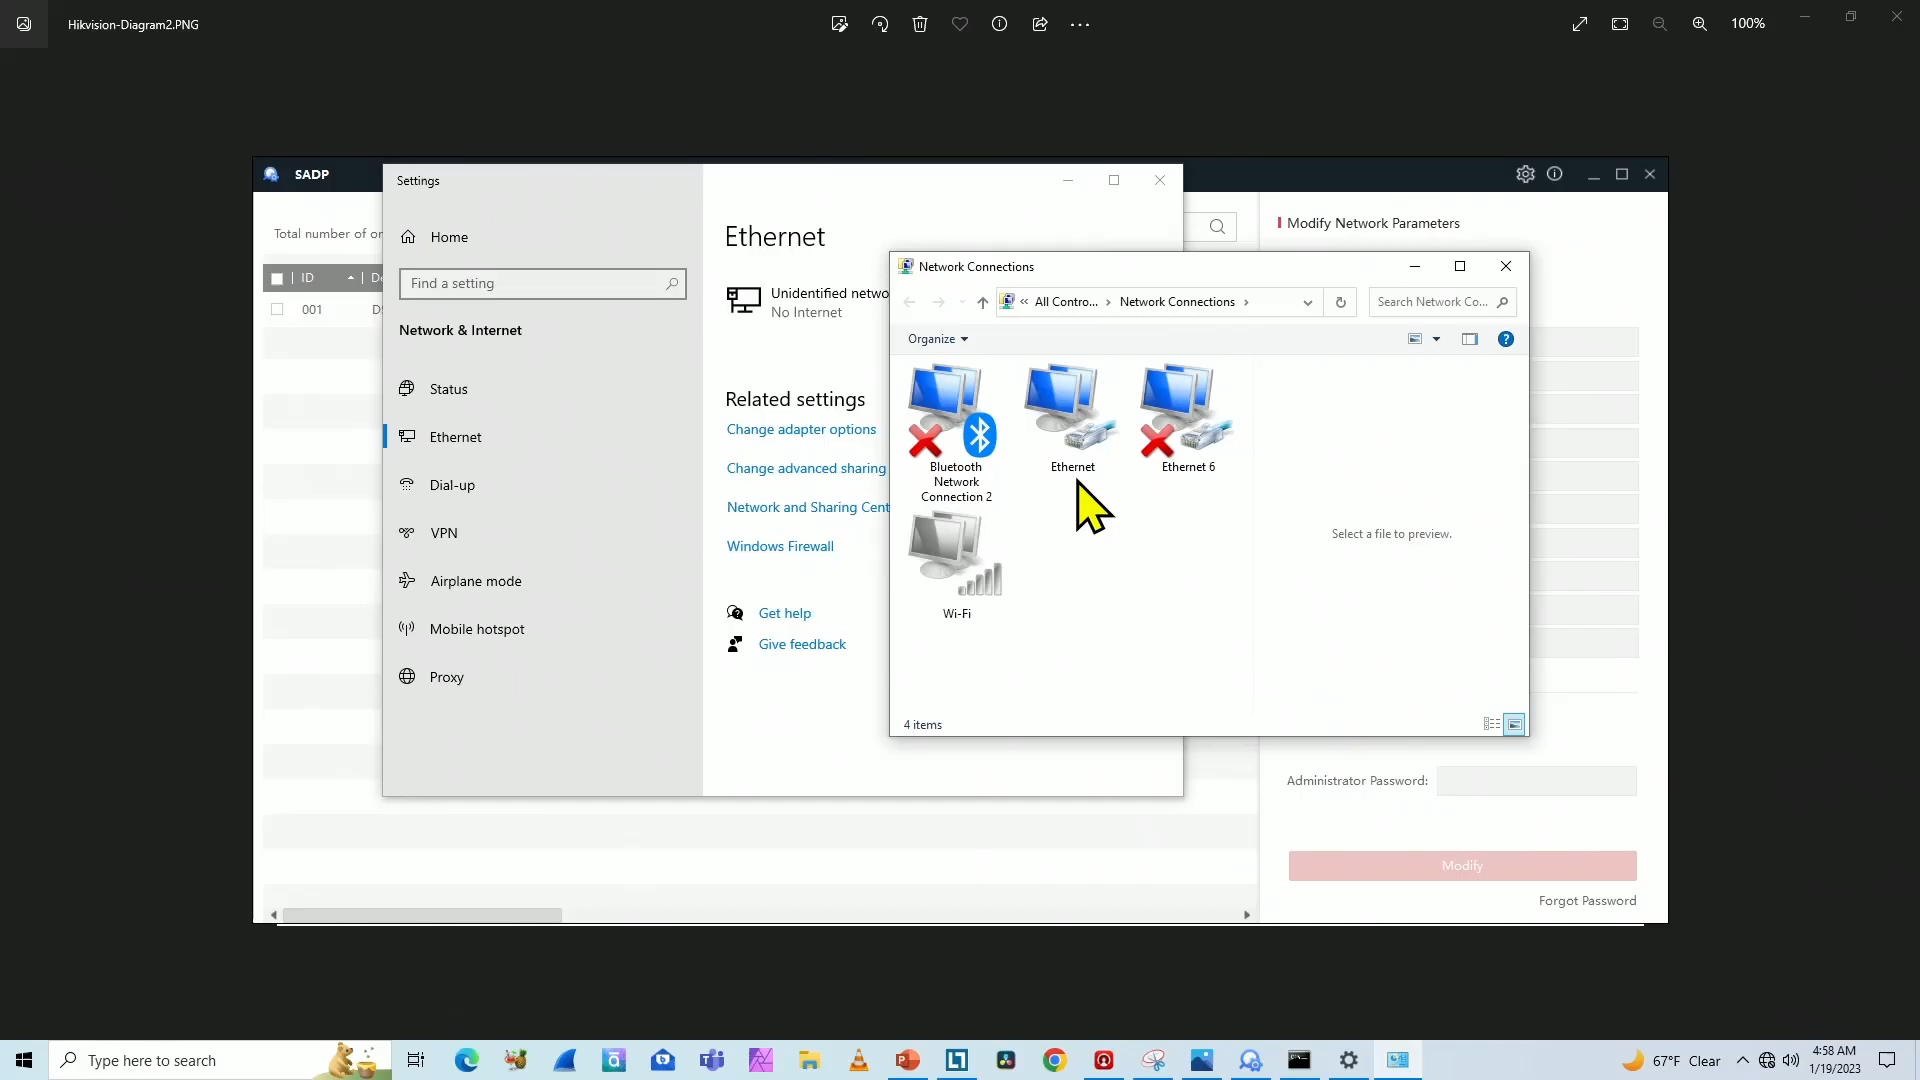 Hikvision-Diagram2.PNG
100%
SADP
Total number of or
ID
De
001
DS
Settings
Home
Find a setting
Network & Internet
Status
Ethernet
Dial-up
VPN
Airplane mode
Mobile hotspot
Proxy
Ethernet
Unidentified netwo
No Internet
Related settings
Change adapter options
Change advanced sharing
Network and Sharing Cent
Windows Firewall
Get help
Give feedback
Network Connections
« All Contro... › Network Connections ›
Search Network Co...
Organize
Bluetooth
Network
Connection 2
Ethernet
Ethernet 6
Wi-Fi
Select a file to preview.
4 items
Modify Network Parameters
Administrator Password:
Modify
Forgot Password
Type here to search
67°F Clear
4:58 AM
1/19/2023